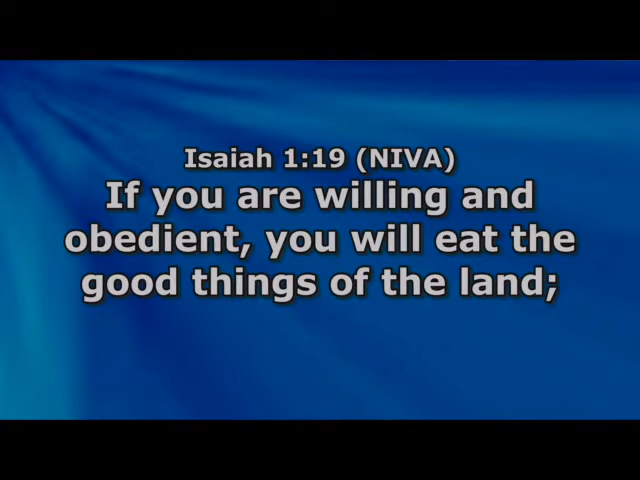 Isaiah 1:19 (NIVA)
If you are willing and
obedient, you will eat the
good things of the land;